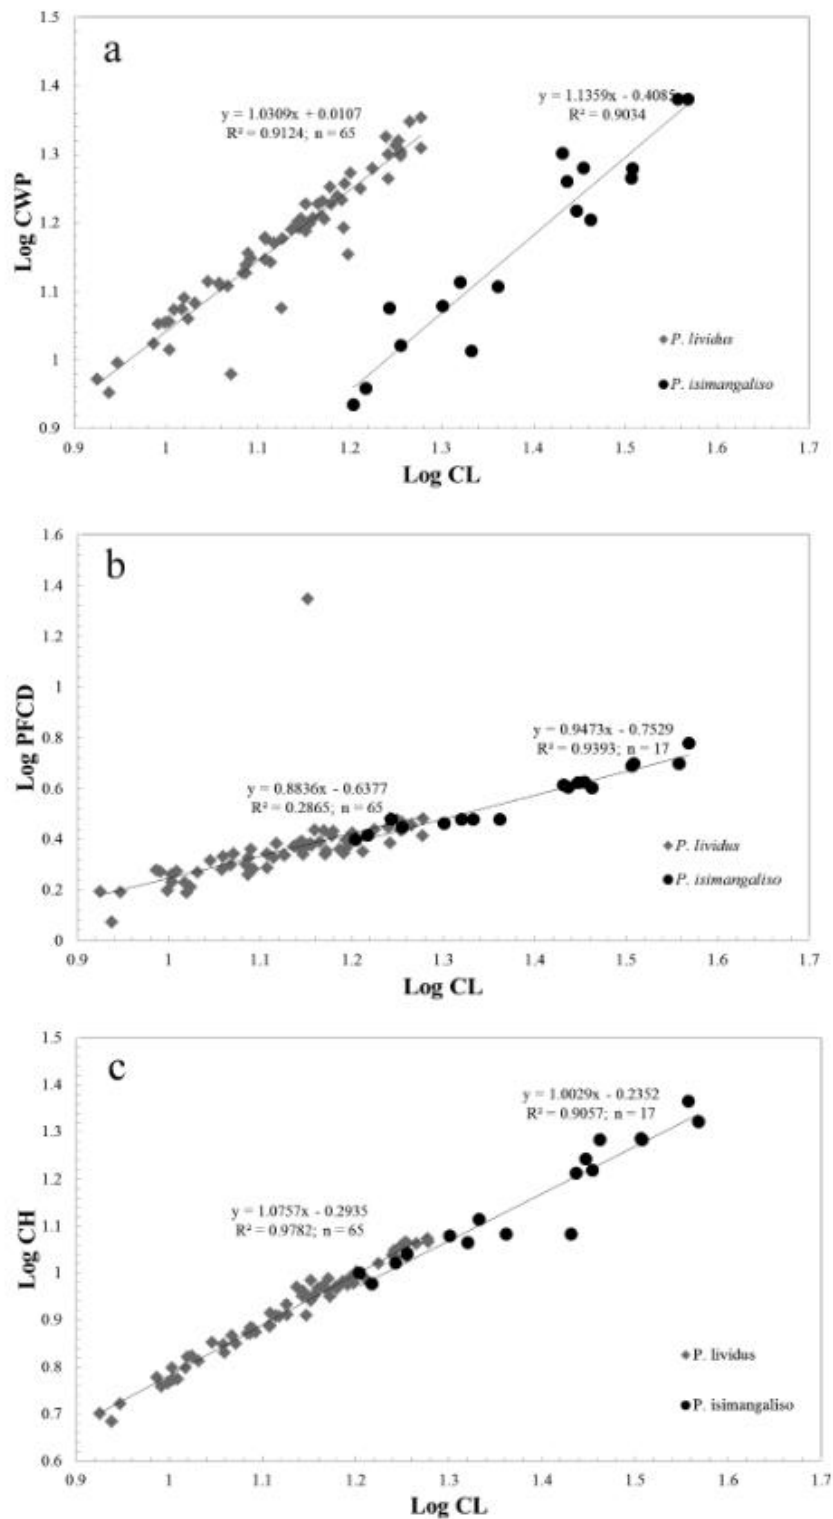 1.5
a
1.4
y = 1.0309x + 0.0107
R² = 0.9124; n = 65
y = 1.1359x - 0.4085
R² = 0.9034
1.3
Log CWP
1.2
1.1
P. lividus
1
P. isimangaliso
0.9
0.9 1 1.1 1.2 1.3 1.4 1.5 1.6 1.7
Log CL
1.6
b
1.4
1.2
Log PFCD
1
0.8
y = 0.9473x - 0.7529
R² = 0.9393; n = 17
0.6
y = 0.8836x - 0.6377
R² = 0.2865; n = 65
0.4
P. lividus
P. isimangaliso
0.2
0
0.9 1 1.1 1.2 1.3 1.4 1.5 1.6 1.7
Log CL
1.5
c
1.4
y = 1.0029x - 0.2352
R² = 0.9057; n = 17
1.3
1.2
y = 1.0757x - 0.2935
R² = 0.9782; n = 65
1.1
Log CH
1
0.9
0.8
P. lividus
0.7
P. isimangaliso
0.6
0.9 1 1.1 1.2 1.3 1.4 1.5 1.6 1.7
Log CL